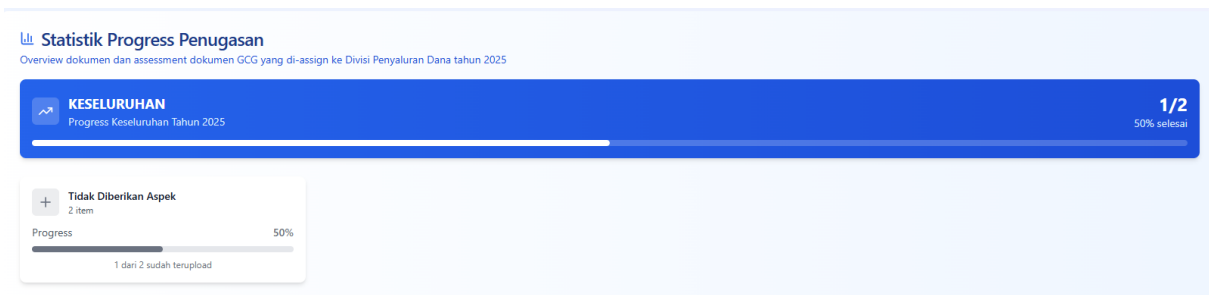 Statistik Progress Penugasan
Overview dokumen dan assessment dokumen GCG yang di-assign ke Divisi Penyaluran Dana tahun 2025
KESELURUHAN
Progress Keseluruhan Tahun 2025
1/2
50% selesai
Tidak Diberikan Aspek
2 item
Progress 50%
1 dari 2 sudah terupload